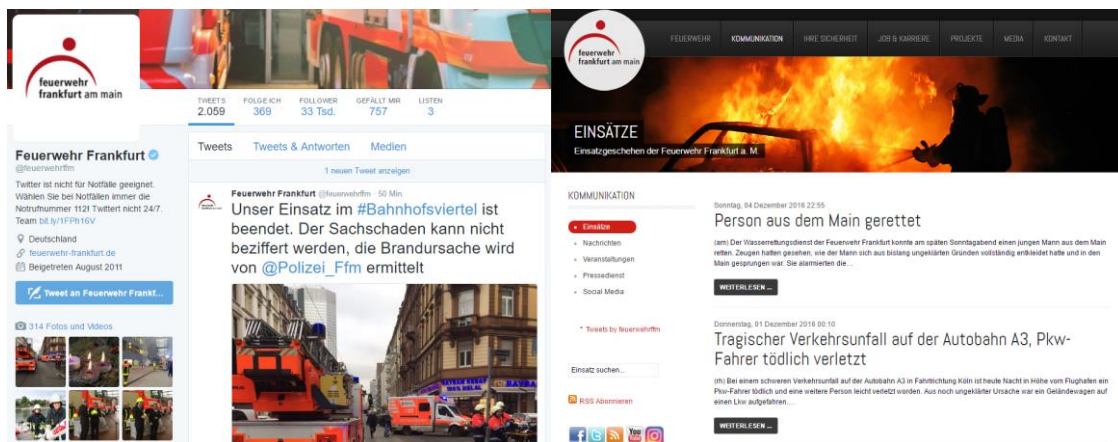 feuerwehr
frankfurt am main
TWEETS
2.059
FOLGE ICH
369
FOLLOWER
33 Tsd.
GEFÄLLT MIR
757
LISTEN
3
Feuerwehr Frankfurt
@feuerwehrffm
Twitter ist nicht für Notfälle geeignet.
Wählen Sie bei Notfällen immer die
Notrufnummer 112! Twittert nicht 24/7.
Team bit.ly/1FPh16V
Deutschland
feuerwehr-frankfurt.de
Beigetreten August 2011
Tweet an Feuerwehr Frankf...
314 Fotos und Videos
Tweets Tweets & Antworten Medien
1 neuen Tweet anzeigen
Feuerwehr Frankfurt @feuerwehrffm · 50 Min.
Unser Einsatz im #Bahnhofsviertel ist
beendet. Der Sachschaden kann nicht
beziffert werden, die Brandursache wird
von @Polizei_Ffm ermittelt
feuerwehr
frankfurt am main
FEUERWEHR KOMMUNIKATION IHRE SICHERHEIT JOB & KARRIERE PROJEKTE MEDIA KONTAKT
EINSÄTZE
Einsatzgeschehen der Feuerwehr Frankfurt a. M.
KOMMUNIKATION
Einsätze
Nachrichten
Veranstaltungen
Pressedienst
Social Media
* Tweets by feuerwehrffm
Einsatz suchen...
RSS Abonnieren
You Tube
Sonntag, 04 Dezember 2016 22:55
Person aus dem Main gerettet
(am) Der Wasserrettungsdienst der Feuerwehr Frankfurt konnte am späten Sonntagabend einen jungen Mann aus dem Main
retten. Zeugen hatten gesehen, wie der Mann sich aus bislang ungeklärten Gründen vollständig entkleidet hatte und in den
Main gesprungen war. Sie alarmierten die...
WEITERLESEN ...
Donnerstag, 01 Dezember 2016 00:10
Tragischer Verkehrsunfall auf der Autobahn A3, Pkw-
Fahrer tödlich verletzt
(rh) Bei einem schweren Verkehrsunfall auf der Autobahn A3 in Fahrtrichtung Köln ist heute Nacht in Höhe vom Flughafen ein
Pkw-Fahrer tödlich und eine weitere Person leicht verletzt worden. Aus noch ungeklärter Ursache war ein Geländewagen auf
einen Lkw aufgefahren....
WEITERLESEN ...